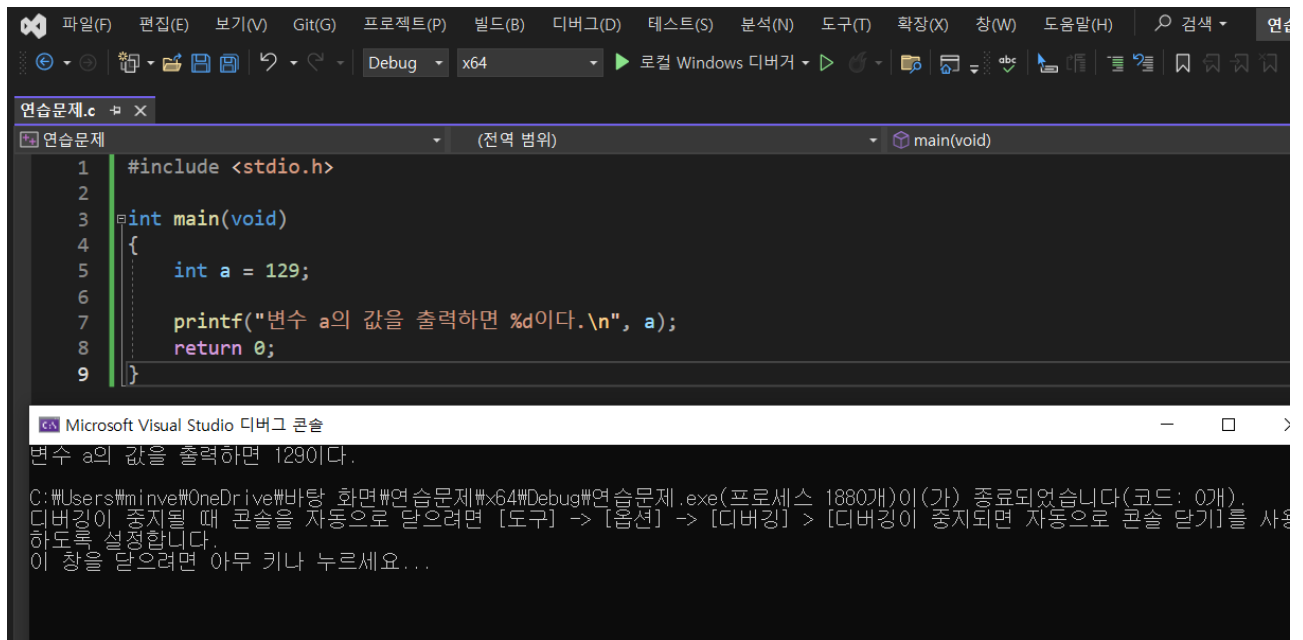 파일(F) 편집(E) 보기(V) Git(G) 프로젝트(P) 빌드(B) 디버그(D) 테스트(S) 분석(N) 도구(T) 확장(X) 창(W) 도움말(H) 검색
Debug x64 로컬 Windows 디버거
연습문제.c
연습문제 (전역 범위) main(void)
1 #include <stdio.h>
2
3 int main(void)
4 {
5 int a = 129;
6
7 printf("변수 a의 값을 출력하면 %d이다.\n", a);
8 return 0;
9 }
Microsoft Visual Studio 디버그 콘솔
변수 a의 값을 출력하면 129이다.
C:₩Users₩minve₩OneDrive₩바탕 화면₩연습문제₩x64₩Debug₩연습문제.exe(프로세스 1880개)이(가) 종료되었습니다(코드: 0개).
디버깅이 중지될 때 콘솔을 자동으로 닫으려면 [도구] -> [옵션] -> [디버깅] > [디버깅이 중지되면 자동으로 콘솔 닫기]를 사용
하도록 설정합니다.
이 창을 닫으려면 아무 키나 누르세요...